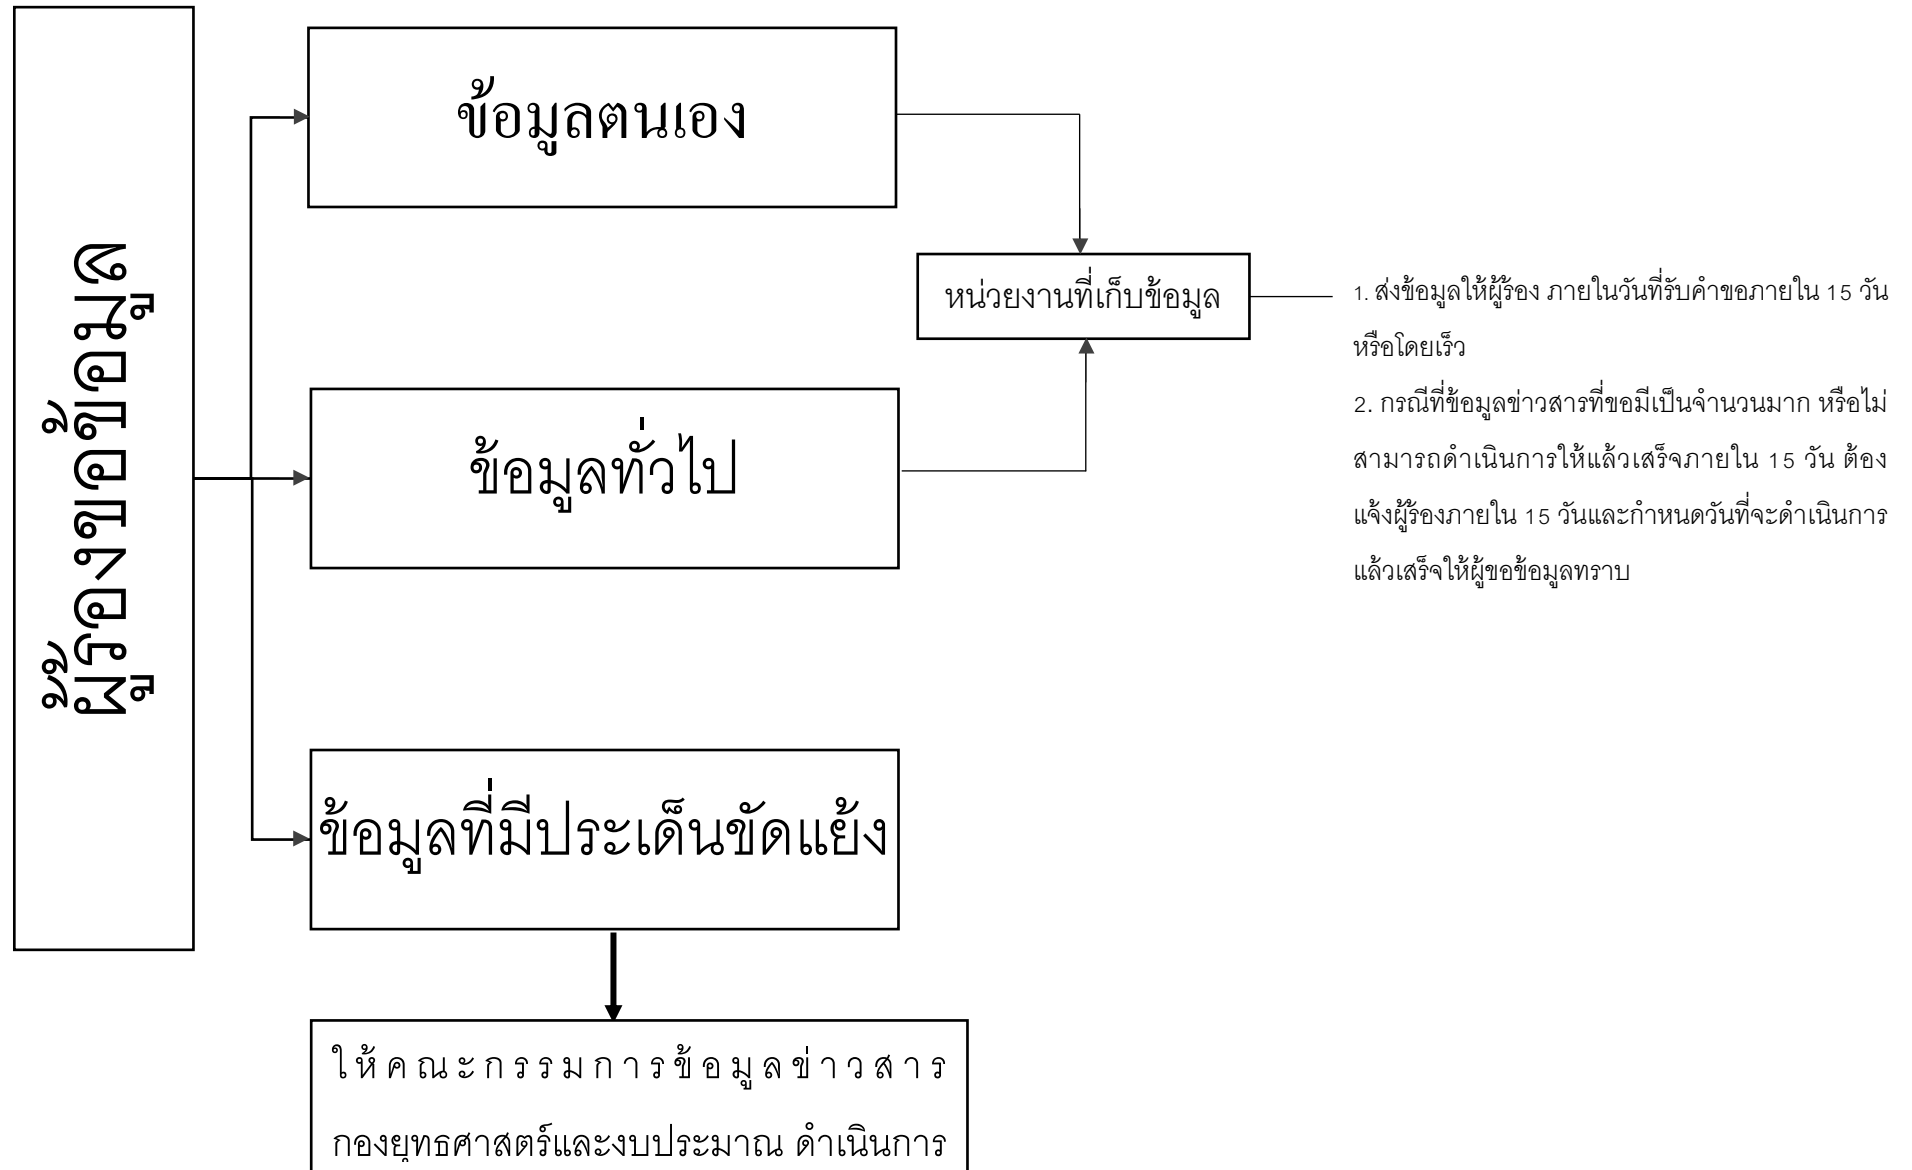 ผู้ร้องขอข้อมูล
ข้อมูลตนเอง
หน่วยงานที่เก็บข้อมูล
1. ส่งข้อมูลให้ผู้ร้อง ภายในวันที่รับคำขอภายใน 15 วัน
หรือโดยเร็ว
2. กรณีที่ข้อมูลข่าวสารที่ขอมีเป็นจำนวนมาก หรือไม่
สามารถดำเนินการให้แล้วเสร็จภายใน 15 วัน ต้อง
แจ้งผู้ร้องภายใน 15 วันและกำหนดวันที่จะดำเนินการ
แล้วเสร็จให้ผู้ขอข้อมูลทราบ
ข้อมูลทั่วไป
ข้อมูลที่มีประเด็นขัดแย้ง
ให้คณะกรรมการข้อมูลข่าวสาร
กองยุทธศาสตร์และงบประมาณ ดำเนินการ